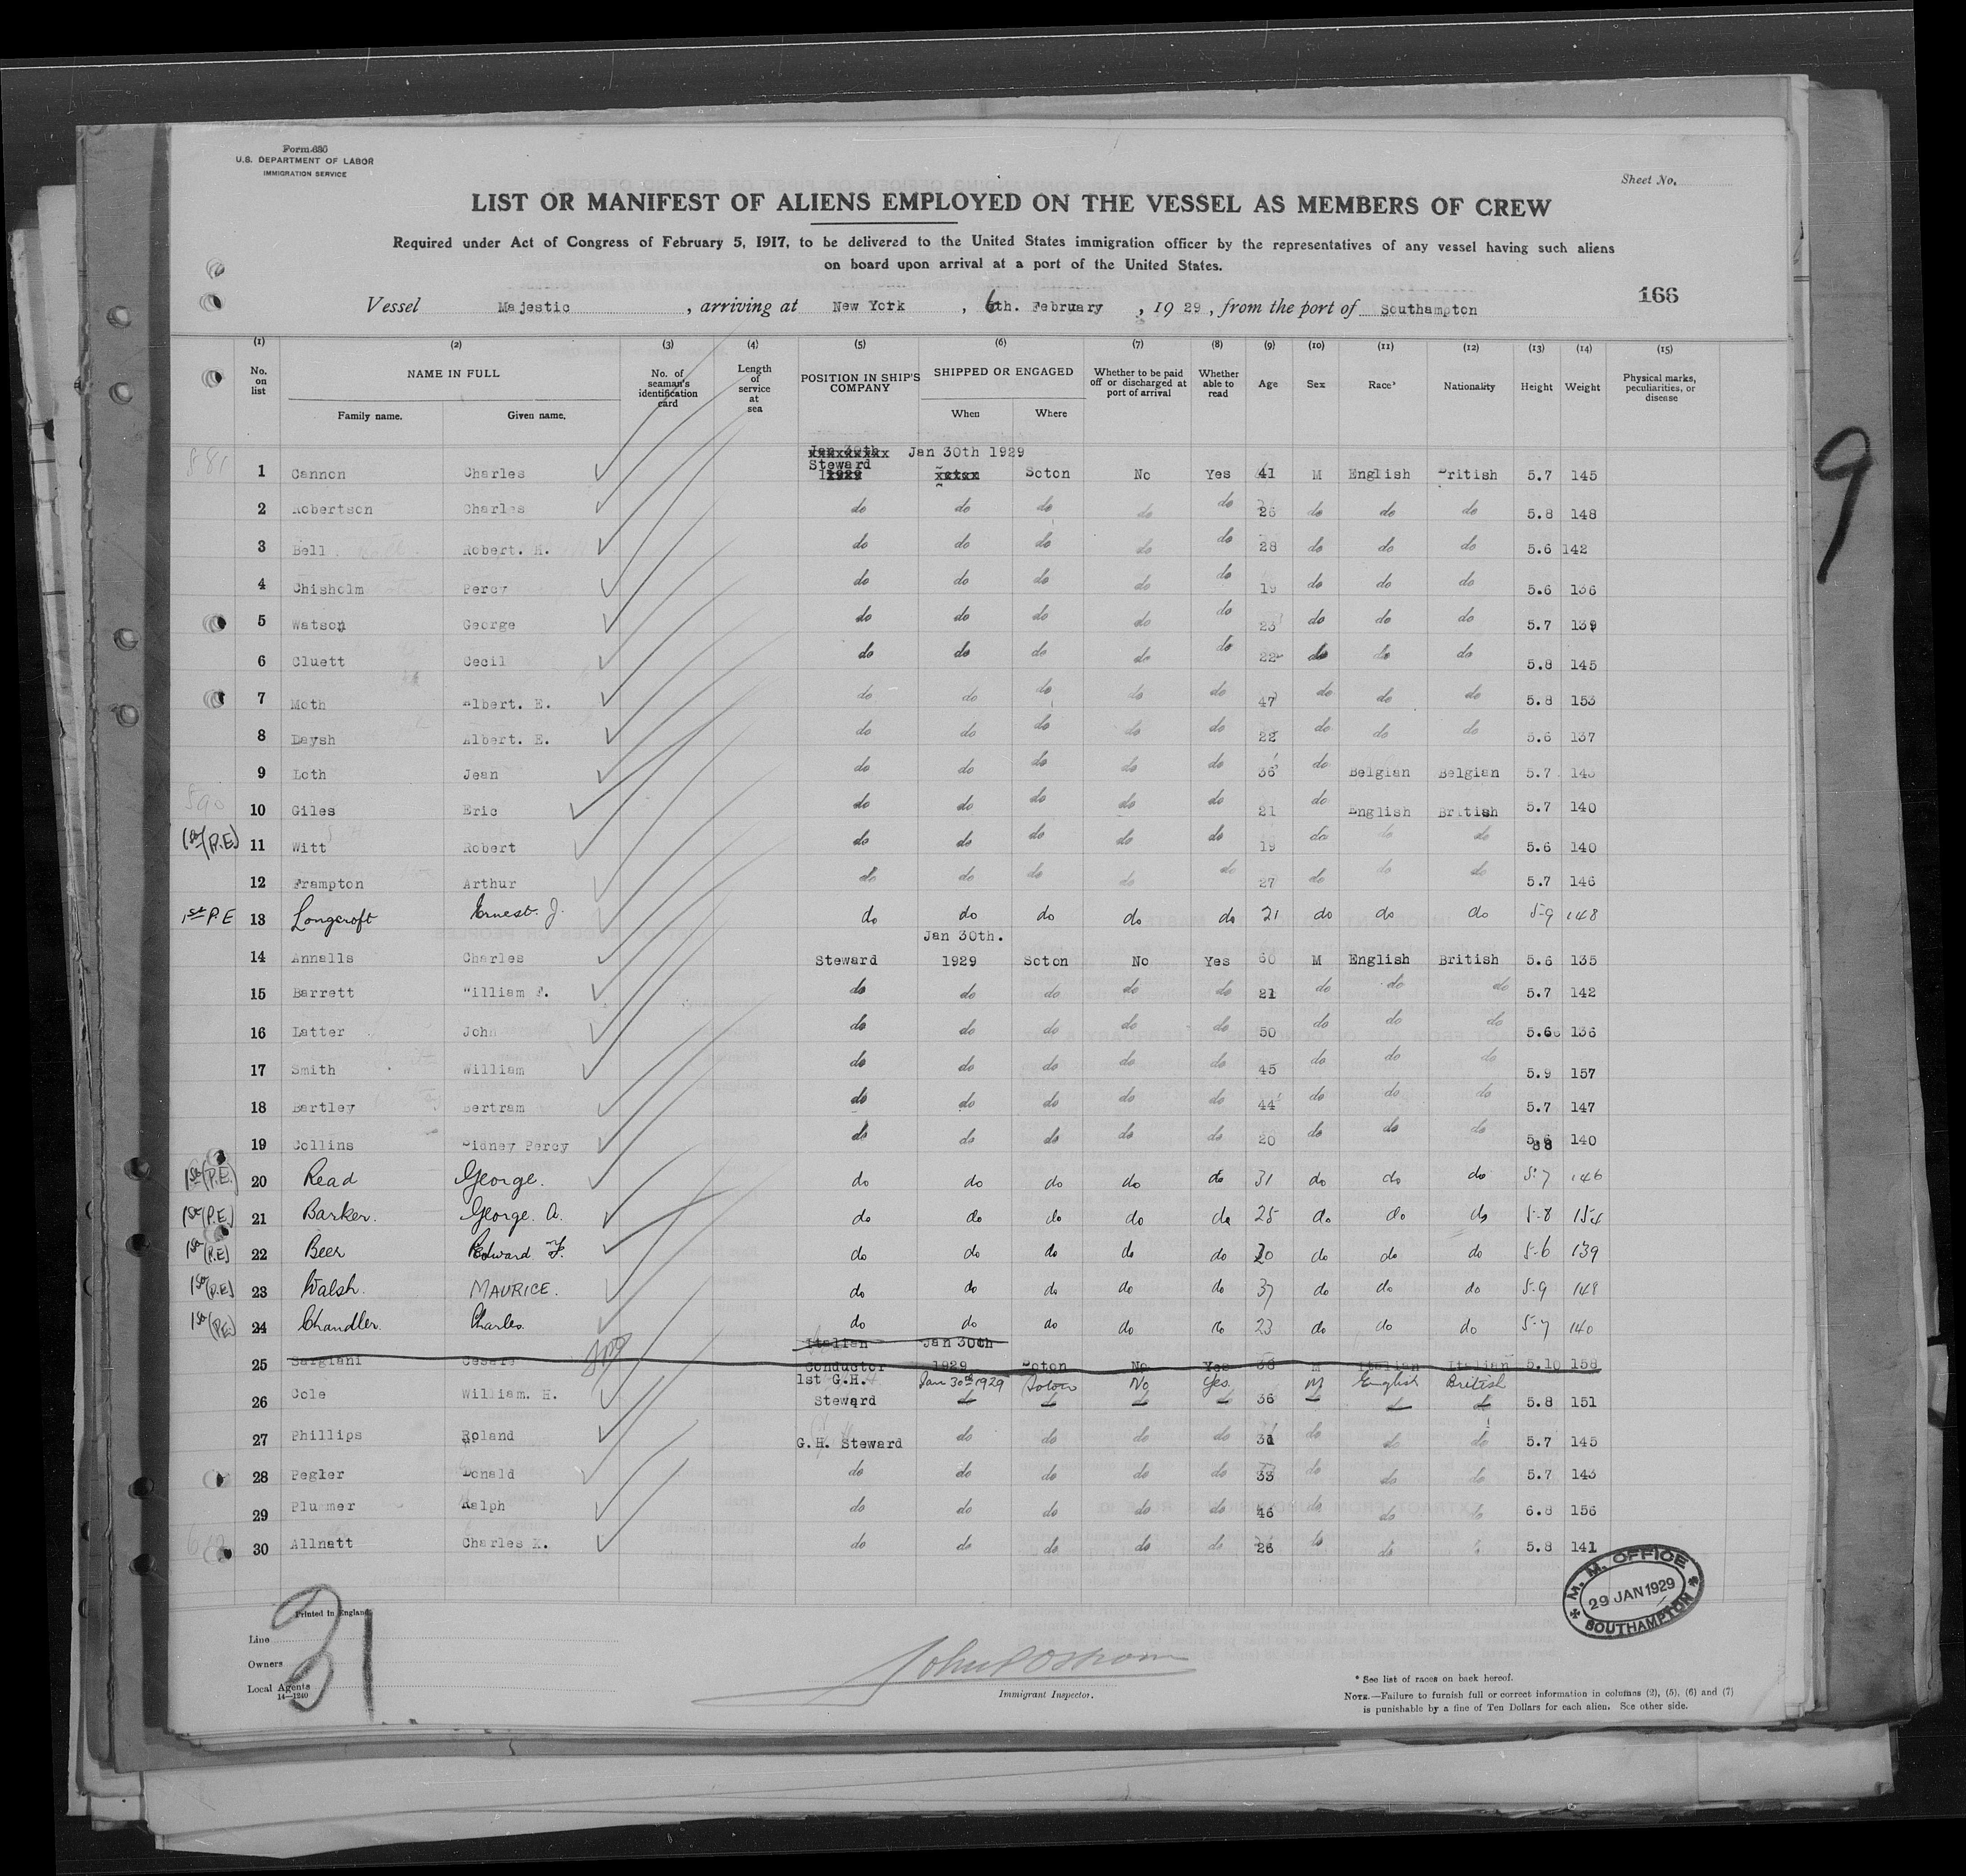 Form 686
U.S. DEPARTMENT OF LABOR
IMMIGRATION SERVICE
Sheet No.
LIST OR MANIFEST OF ALIENS EMPLOYED ON THE VESSEL AS MEMBERS OF CREW
Required under Act of Congress of February 5, 1917, to be delivered to the United States immigration officer by the representatives of any vessel having such aliens
on board upon arrival at a port of the United States.
166
Vessel Majestic, arriving at New York, 6th. February, 1929, from the port of Southampton
(1) (2) (3) (4) (5) (6) (7) (8) (9) (10) (11) (12) (13) (14) (15)
No. on list NAME IN FULL Family name. Given name. No. of seaman's identification card Length of service at sea POSITION IN SHIP'S COMPANY SHIPPED OR ENGAGED When Where Whether to be paid off or discharged at port of arrival Whether able to read Age Sex Race* Nationality Height Weight Physical marks, peculiarities, or disease
Jan 30th 1929
1 Cannon Charles Steward Soton No Yes 41 M English British 5.7 145
2 Robertson Charles do do do do do 26 do do do 5.8 148
3 Bell Robert. H. do do do do do 28 do do do 5.6 142
4 Chisholm Percy do do do do do 19 do do do 5.6 136
5 Watson George do do do do do 23 do do do 5.7 139
6 Cluett Cecil do do do do do 22 do do do 5.8 145
7 Moth Albert. E. do do do do do 47 do do do 5.8 153
8 Daysh Albert. E. do do do do do 22 do do do 5.6 137
9 Loth Jean do do do do do 36 do Belgian Belgian 5.7
10 Giles Eric do do do do do 21 do English British 5.7 140
1st (P.E) 11 Witt Robert do do do do do 19 do do do 5.6 140
12 Frampton Arthur do do do do do 27 do do do 5.7 146
1st P.E 13 Longcroft Ernest. J. do do do do do 21 do do do 5-9 148
Jan 30th.
14 Annalls Charles Steward 1929 Soton No Yes 60 M English British 5.6 135
15 Barrett William F. do do do do do 21 do do do 5.7 142
16 Latter John do do do do do 50 do do do 5.6 136
17 Smith William do do do do do 45 do do do 5.9 157
18 Bartley Bertram do do do do do 44 do do do 5.7 147
19 Collins Sidney Percy do do do do do 20 do do do 140
1st (P.E.) 20 Read George. do do do do do 31 do do do 5.7 146
1st (P.E.) 21 Barker. George. A. do do do do do 25 do do do 5-8 154
1st (P.E) 22 Beer Edward F. do do do do do 20 do do do 5-6 139
1st (P.E) 23 Walsh. MAURICE. do do do do do 37 do do do 5-9 148
1st (P.E.) 24 Chandler Charles. do do do do do 23 do do do 5-7 140
Italian Jan 30th
25 Sargiani Cesare Conductor 1929 Soton No Yes 38 M Italian Italian 5.10 158
1st G.H. Jan 30th 1929 Soton No Yes. M English British
26 Cole William. H. Steward do do do do 36 do do 5.8 151
27 Phillips Roland G.H. Steward do do do do 31 do do do 5.7 145
28 Pegler Donald do do do do do 38 do do do 5.7 143
29 Plummer Ralph do do do do do 46 do do do 6.8 156
30 Allnatt Charles K. do do do do do 26 do do do 5.8 141
M. M. OFFICE
29 JAN 1929
SOUTHAMPTON
Printed in England
Line
Owners
Local Agents
14—1240
31
Immigrant Inspector.
* See list of races on back hereof.
NOTE.—Failure to furnish full or correct information in columns (2), (5), (6) and (7)
is punishable by a fine of Ten Dollars for each alien. See other side.
9